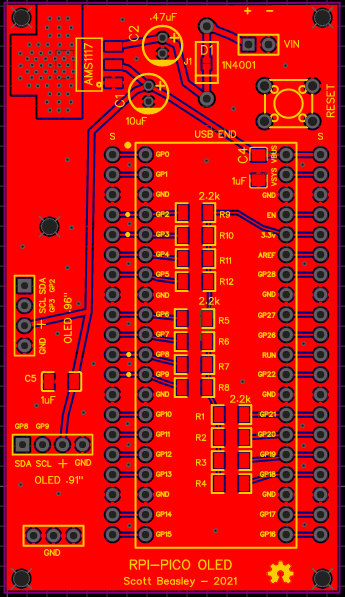 + −
.47uF
C2
VIN
J1
D1
1N4001
AMS1117
C1
10uF
RESET
S
USB END
S
GP0
C4
VBUS
GP1
1uF
VSYS
GND
GND
2.2k
GP2
R9
EN
GP3
R10
3.3v
GP4
R11
AREF
GP5
R12
GP28
GND
2.2k
GND
SDA GP2
SCL GP3
+
GND
OLED .96"
GP6
R5
GP27
GP7
R6
GP26
GP8
R7
RUN
GP9
R8
GP22
C5
1uF
GND
2.2k
GND
GP10
R1
GP21
GP8 GP9
GP11
R2
GP20
SDA SCL + GND
GP12
R3
GP19
OLED .91"
GP13
R4
GP18
GND
GND
GP14
GP17
GP15
GP16
GND
RPI-PICO OLED
Scott Beasley – 2021